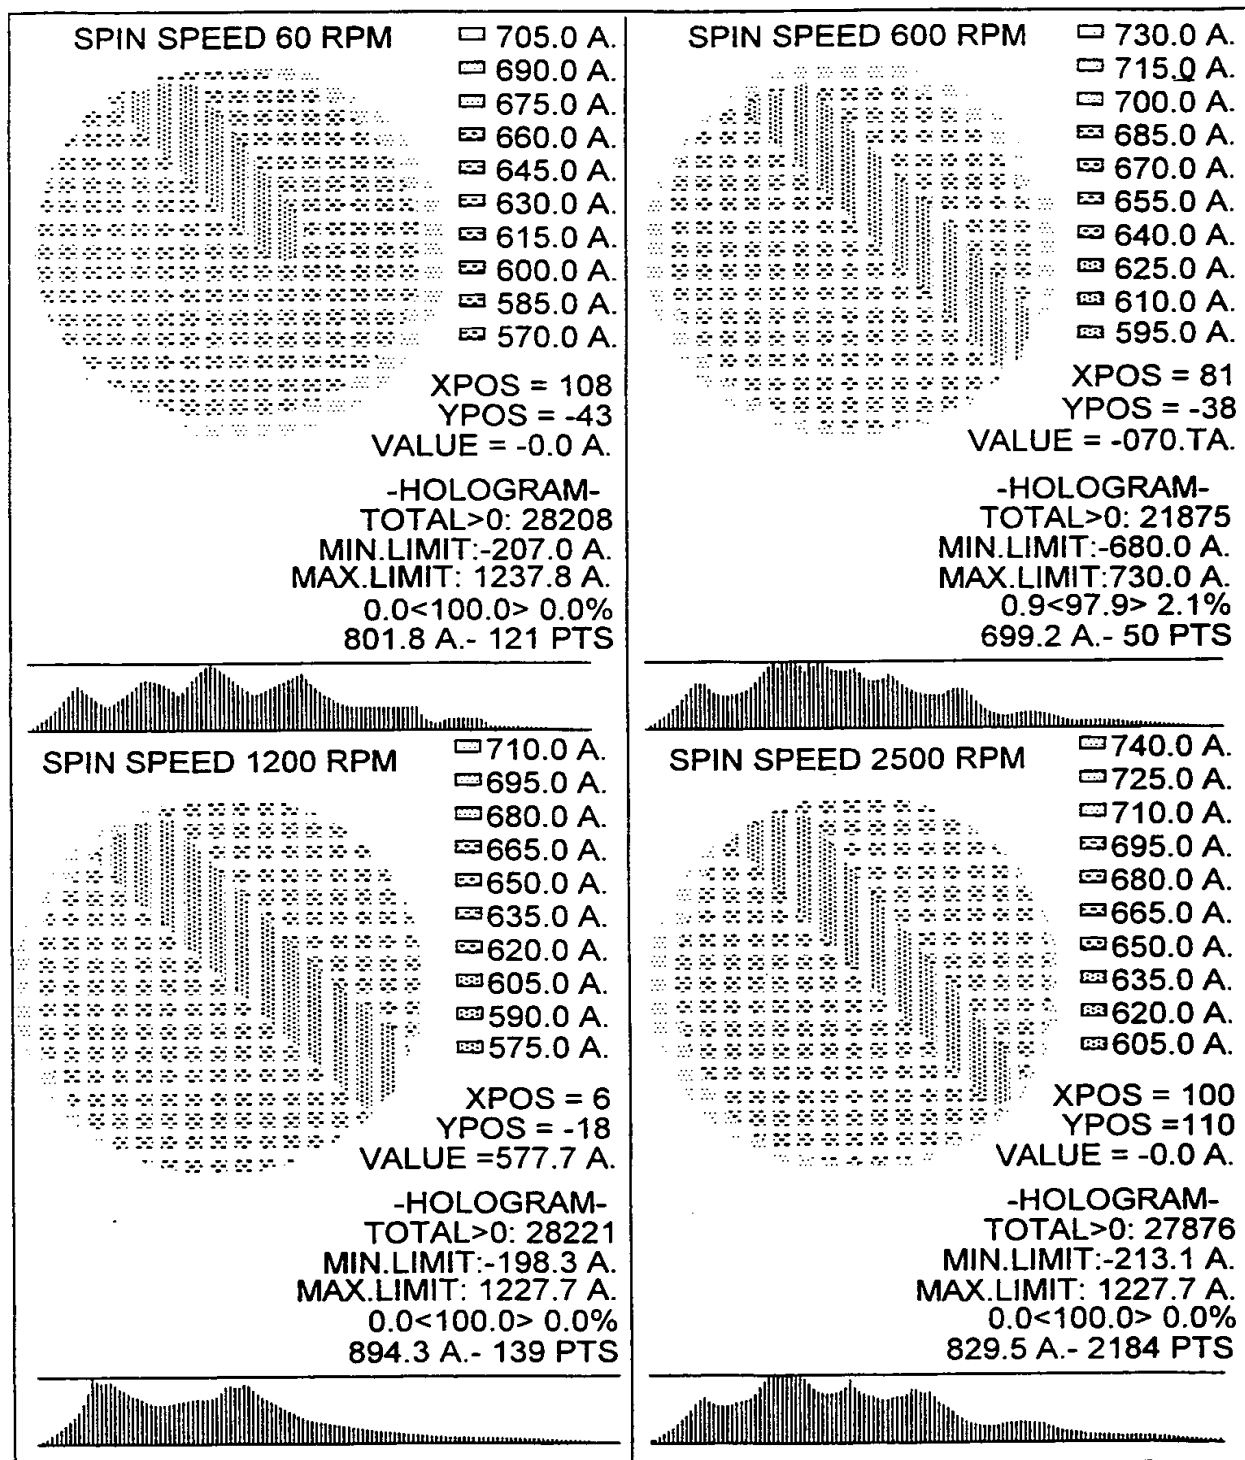 SPIN SPEED 60 RPM
705.0 A.
690.0 A.
675.0 A.
660.0 A.
645.0 A.
630.0 A.
615.0 A.
600.0 A.
585.0 A.
570.0 A.
XPOS = 108
YPOS = -43
VALUE = -0.0 A.
-HOLOGRAM-
TOTAL>0: 28208
MIN.LIMIT:-207.0 A.
MAX.LIMIT: 1237.8 A.
0.0<100.0> 0.0%
801.8 A.- 121 PTS
SPIN SPEED 600 RPM
730.0 A.
715.0 A.
700.0 A.
685.0 A.
670.0 A.
655.0 A.
640.0 A.
625.0 A.
610.0 A.
595.0 A.
XPOS = 81
YPOS = -38
VALUE = -070.TA.
-HOLOGRAM-
TOTAL>0: 21875
MIN.LIMIT:-680.0 A.
MAX.LIMIT:730.0 A.
0.9<97.9> 2.1%
699.2 A.- 50 PTS
SPIN SPEED 1200 RPM
710.0 A.
695.0 A.
680.0 A.
665.0 A.
650.0 A.
635.0 A.
620.0 A.
605.0 A.
590.0 A.
575.0 A.
XPOS = 6
YPOS = -18
VALUE =577.7 A.
-HOLOGRAM-
TOTAL>0: 28221
MIN.LIMIT:-198.3 A.
MAX.LIMIT: 1227.7 A.
0.0<100.0> 0.0%
894.3 A.- 139 PTS
SPIN SPEED 2500 RPM
740.0 A.
725.0 A.
710.0 A.
695.0 A.
680.0 A.
665.0 A.
650.0 A.
635.0 A.
620.0 A.
605.0 A.
XPOS = 100
YPOS =110
VALUE = -0.0 A.
-HOLOGRAM-
TOTAL>0: 27876
MIN.LIMIT:-213.1 A.
MAX.LIMIT: 1227.7 A.
0.0<100.0> 0.0%
829.5 A.- 2184 PTS